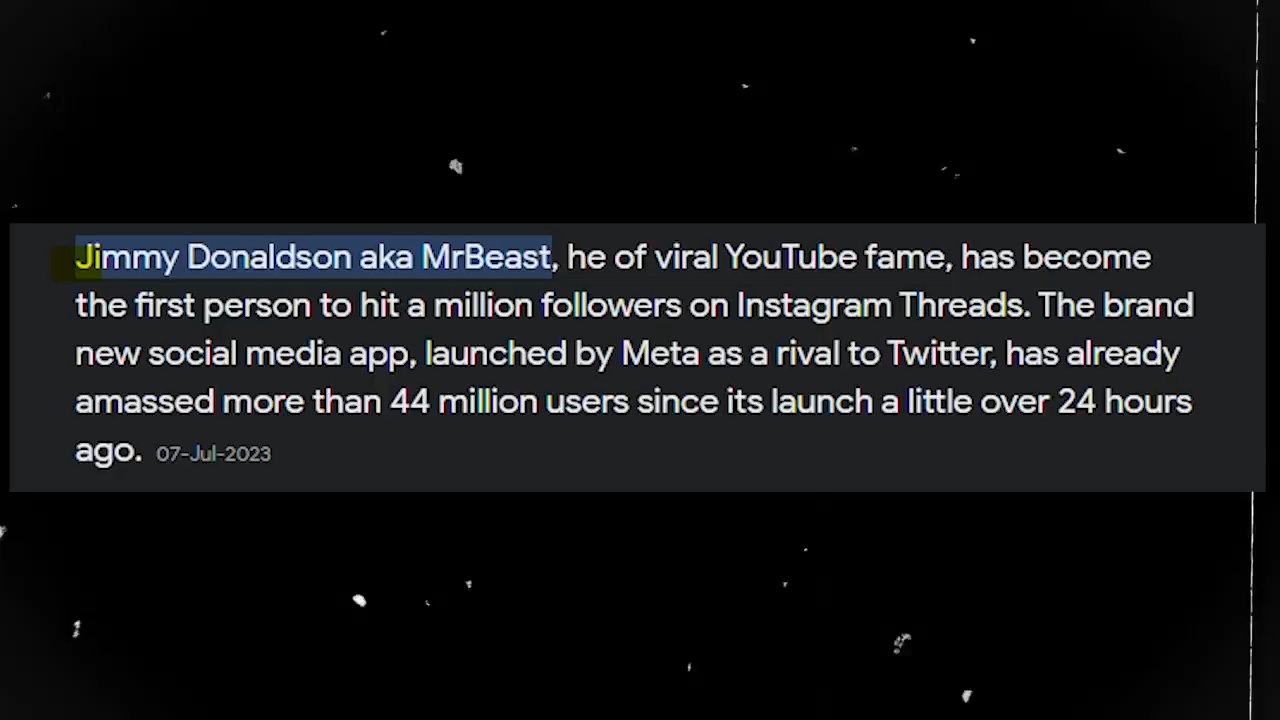 Jimmy Donaldson aka MrBeast, he of viral YouTube fame, has become
the first person to hit a million followers on Instagram Threads. The brand
new social media app, launched by Meta as a rival to Twitter, has already
amassed more than 44 million users since its launch a little over 24 hours
ago. 07-Jul-2023